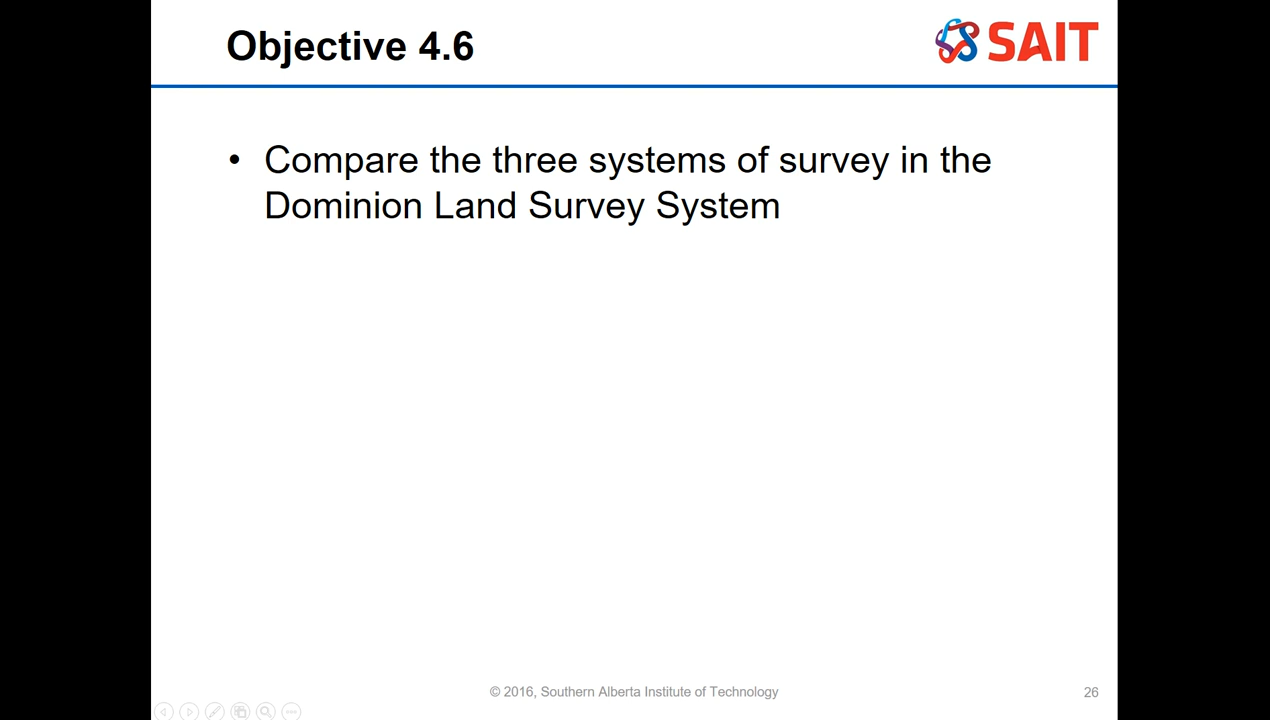 Objective 4.6
SAIT
• Compare the three systems of survey in the
Dominion Land Survey System
© 2016, Southern Alberta Institute of Technology
26